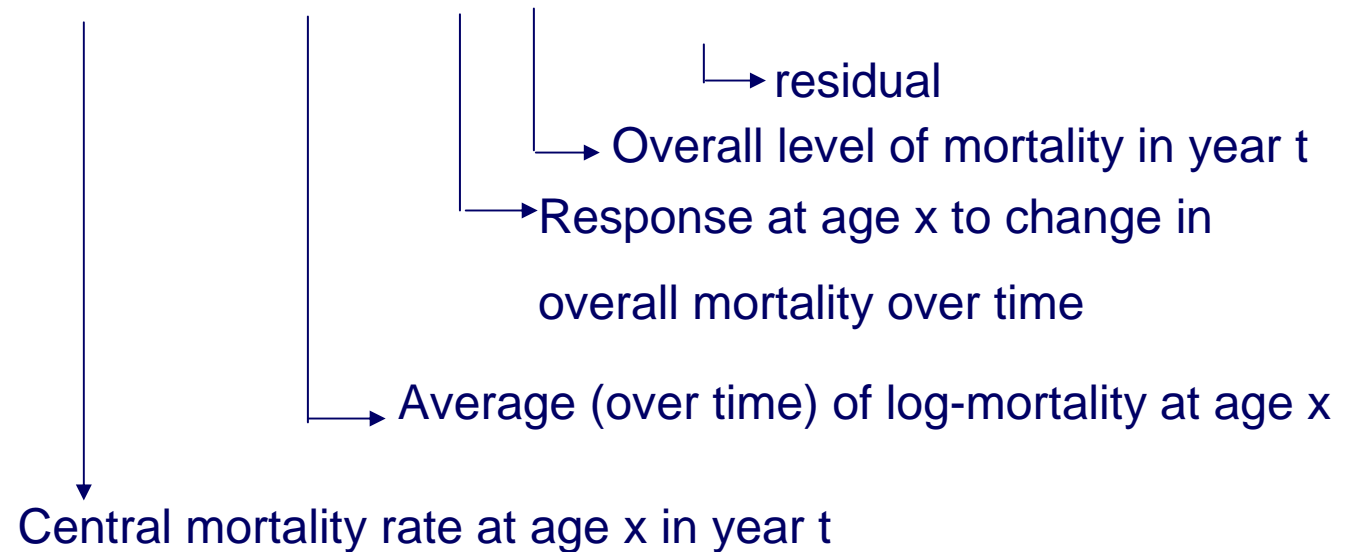 residual
Overall level of mortality in year t
Response at age x to change in
overall mortality over time
Average (over time) of log-mortality at age x
Central mortality rate at age x in year t